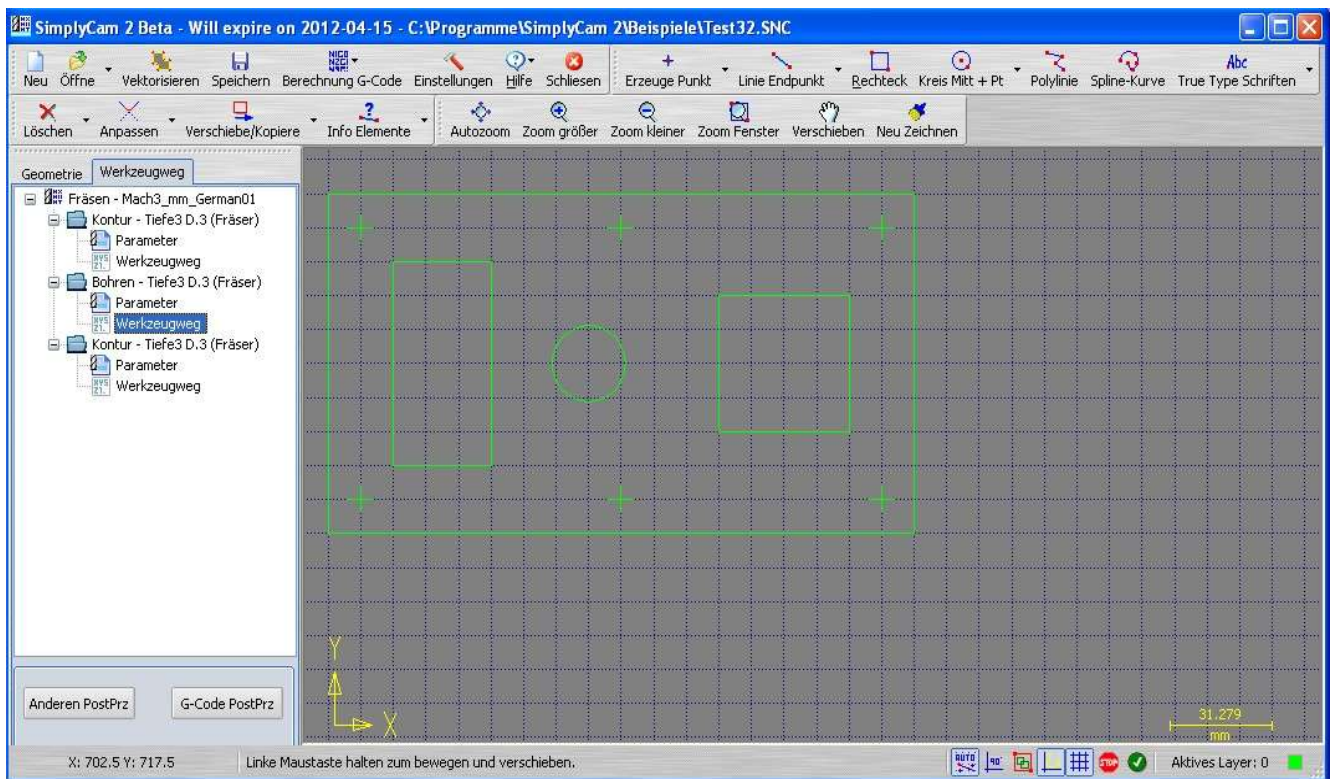 SimplyCam 2 Beta - Will expire on 2012-04-15 - C:\Programme\SimplyCam 2\Beispiele\Test32.SNC
Neu Öffne Vektorisieren Speichern Berechnung G-Code Einstellungen Hilfe Schliesen Erzeuge Punkt Linie Endpunkt Rechteck Kreis Mitt + Pt Polylinie Spline-Kurve True Type Schriften
Löschen Anpassen Verschiebe/Kopiere Info Elemente Autozoom Zoom größer Zoom kleiner Zoom Fenster Verschieben Neu Zeichnen
Geometrie Werkzeugweg
Fräsen - Mach3_mm_German01
Kontur - Tiefe3 D.3 (Fräser)
Parameter
Werkzeugweg
Bohren - Tiefe3 D.3 (Fräser)
Parameter
Werkzeugweg
Kontur - Tiefe3 D.3 (Fräser)
Parameter
Werkzeugweg
Y
X
31.279
mm
Anderen PostPrz G-Code PostPrz
X: 702.5 Y: 717.5 Linke Maustaste halten zum bewegen und verschieben. AUTO 90° STOP Aktives Layer: 0